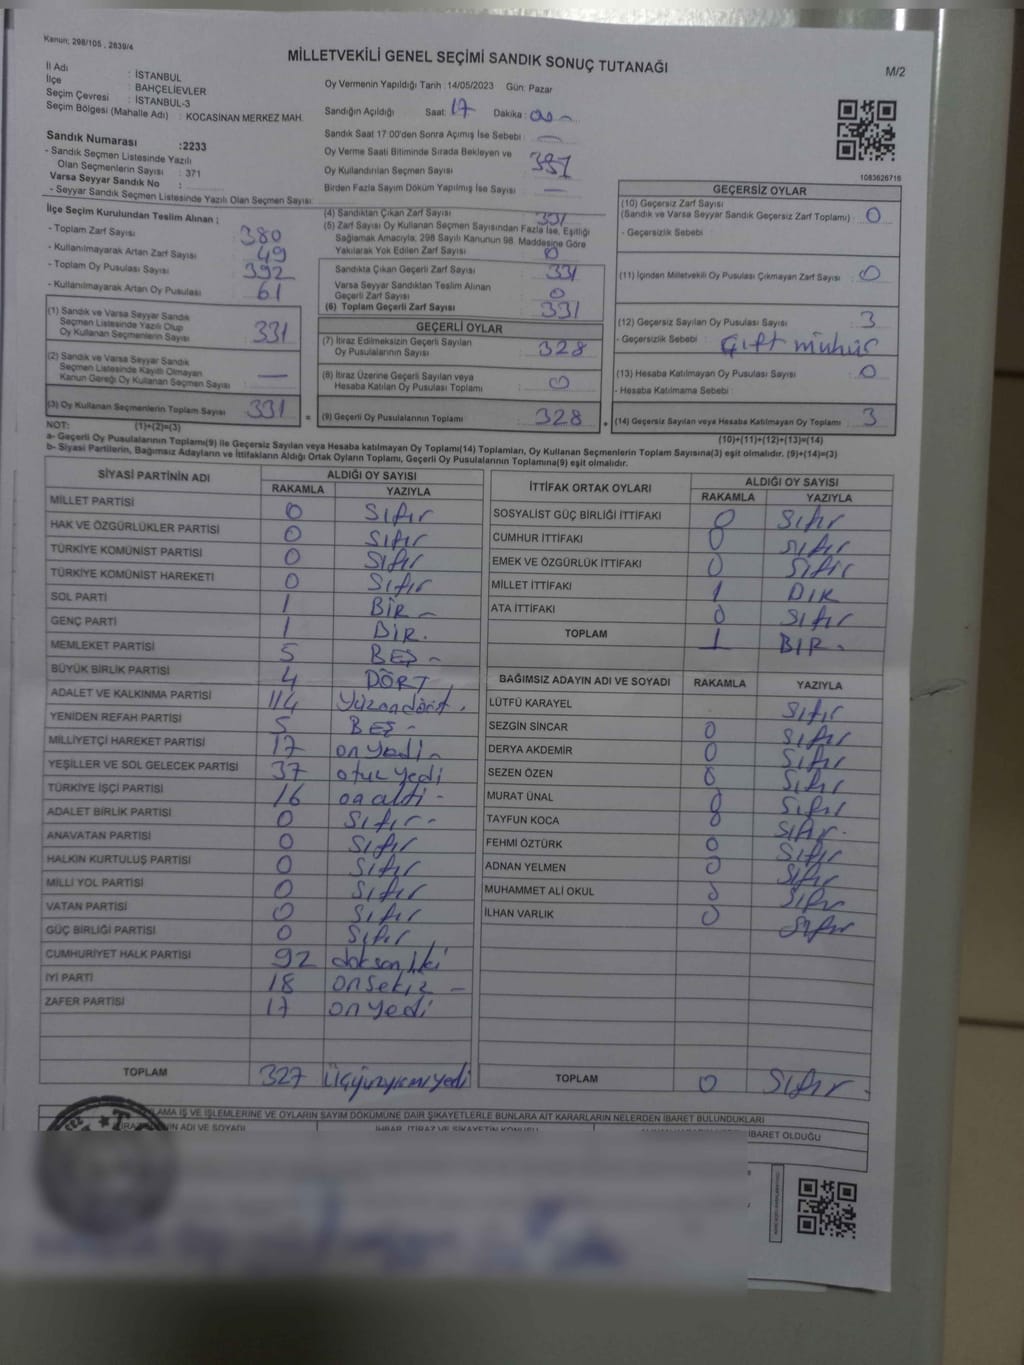 Kanun; 298/105 , 2839/4
MİLLETVEKİLİ GENEL SEÇİMİ SANDIK SONUÇ TUTANAĞI
M/2
İl Adı : İSTANBUL
İlçe : BAHÇELİEVLER
Seçim Çevresi : İSTANBUL-3
Seçim Bölgesi (Mahalle Adı) : KOCASİNAN MERKEZ MAH.
Sandık Numarası :2233
- Sandık Seçmen Listesinde Yazılı
Olan Seçmenlerin Sayısı : 371
Varsa Seyyar Sandık No :
- Seyyar Sandık Seçmen Listesinde Yazılı Olan Seçmen Sayısı:
Oy Vermenin Yapıldığı Tarih : 14/05/2023 Gün: Pazar
Sandığın Açıldığı Saat: 17 Dakika : 00
Sandık Saat 17:00'den Sonra Açılmış İse Sebebi : —
Oy Verme Saati Bitiminde Sırada Bekleyen ve
Oy Kullandırılan Seçmen Sayısı :
Birden Fazla Sayım Döküm Yapılmış İse Sayısı : —
1083626716
İlçe Seçim Kurulundan Teslim Alınan ;
- Toplam Zarf Sayısı : 380
- Kullanılmayarak Artan Zarf Sayısı : 49
- Toplam Oy Pusulası Sayısı : 392
- Kullanılmayarak Artan Oy Pusulası : 61
(1) Sandık ve Varsa Seyyar Sandık
Seçmen Listesinde Yazılı Olup
Oy Kullanan Seçmenlerin Sayısı : 331
(2) Sandık ve Varsa Seyyar Sandık
Seçmen Listesinde Kayıtlı Olmayan
Kanun Gereği Oy Kullanan Seçmen Sayısı : —
(3) Oy Kullanan Seçmenlerin Toplam Sayısı : 331 =
(4) Sandıktan Çıkan Zarf Sayısı : 331
(5) Zarf Sayısı Oy Kullanan Seçmen Sayısından Fazla İse, Eşitliği
Sağlamak Amacıyla; 298 Sayılı Kanunun 98. Maddesine Göre
Yakılarak Yok Edilen Zarf Sayısı : 0
Sandıkta Çıkan Geçerli Zarf Sayısı : 331
Varsa Seyyar Sandıktan Teslim Alınan
Geçerli Zarf Sayısı : 0
(6) Toplam Geçerli Zarf Sayısı : 331
GEÇERLİ OYLAR
(7) İtiraz Edilmeksizin Geçerli Sayılan
Oy Pusulalarının Sayısı : 328
(8) İtiraz Üzerine Geçerli Sayılan veya
Hesaba Katılan Oy Pusulaları Toplamı : 0
(9) Geçerli Oy Pusulalarının Toplamı : 328 +
GEÇERSİZ OYLAR
(10) Geçersiz Zarf Sayısı
(Sandık ve Varsa Seyyar Sandık Geçersiz Zarf Toplamı) : 0
- Geçersizlik Sebebi :
(11) İçinden Milletvekili Oy Pusulası Çıkmayan Zarf Sayısı : 0
(12) Geçersiz Sayılan Oy Pusulası Sayısı : 3
- Geçersizlik Sebebi : Çift mühür
(13) Hesaba Katılmayan Oy Pusulası Sayısı : 0
- Hesaba Katılmama Sebebi :
(14) Geçersiz Sayılan veya Hesaba Katılmayan Oy Toplamı : 3
NOT: (1)+(2)=(3) (10)+(11)+(12)+(13)=(14)
a- Geçerli Oy Pusulalarının Toplamı(9) ile Geçersiz Sayılan veya Hesaba katılmayan Oy Toplamı(14) Toplamları, Oy Kullanan Seçmenlerin Toplam Sayısına(3) eşit olmalıdır. (9)+(14)=(3)
b- Siyasi Partilerin, Bağımsız Adayların ve İttifakların Aldığı Ortak Oyların Toplamı, Geçerli Oy Pusulalarının Toplamına(9) eşit olmalıdır.
SİYASİ PARTİNİN ADI ALDIĞI OY SAYISI
RAKAMLA YAZIYLA
MİLLET PARTİSİ 0 Sıfır
HAK VE ÖZGÜRLÜKLER PARTİSİ 0 Sıfır
TÜRKİYE KOMÜNİST PARTİSİ 0 Sıfır
TÜRKİYE KOMÜNİST HAREKETİ 0 Sıfır
SOL PARTİ 1 BİR
GENÇ PARTİ 1 BİR.
MEMLEKET PARTİSİ 5 BEŞ
BÜYÜK BİRLİK PARTİSİ 4 DÖRT
ADALET VE KALKINMA PARTİSİ 114 yüzondört.
YENİDEN REFAH PARTİSİ 5 BEŞ -
MİLLİYETÇİ HAREKET PARTİSİ 17 onyedi
YEŞİLLER VE SOL GELECEK PARTİSİ 37 otuzyedi
TÜRKİYE İŞÇİ PARTİSİ 16 onaltı -
ADALET BİRLİK PARTİSİ 0 Sıfır-
ANAVATAN PARTİSİ 0 Sıfır
HALKIN KURTULUŞ PARTİSİ 0 Sıfır
MİLLİ YOL PARTİSİ 0 Sıfır
VATAN PARTİSİ 0 Sıfır
GÜÇ BİRLİĞİ PARTİSİ 0 Sıfır
CUMHURİYET HALK PARTİSİ 92 doksaniki
İYİ PARTİ 18 onsekiz -
ZAFER PARTİSİ 17 onyedi
TOPLAM 327 Üçyüzyirmiyedi
İTTİFAK ORTAK OYLARI ALDIĞI OY SAYISI
RAKAMLA YAZIYLA
SOSYALİST GÜÇ BİRLİĞİ İTTİFAKI 0 Sıfır
CUMHUR İTTİFAKI 0 Sıfır
EMEK VE ÖZGÜRLÜK İTTİFAKI 0 Sıfır
MİLLET İTTİFAKI 1 BİR
ATA İTTİFAKI 0 Sıfır
TOPLAM 1 BİR.
BAĞIMSIZ ADAYIN ADI VE SOYADI RAKAMLA YAZIYLA
LÜTFÜ KARAYEL Sıfır
SEZGİN SİNCAR 0 Sıfır
DERYA AKDEMİR 0 Sıfır
SEZEN ÖZEN 0 Sıfır
MURAT ÜNAL 0 Sıfır
TAYFUN KOCA 0 Sıfır.
FEHMİ ÖZTÜRK 0 Sıfır
ADNAN YELMEN 0 Sıfır
MUHAMMET ALİ OKUL 0 Sıfır
İLHAN VARLIK 0 Sıfır
TOPLAM 0 Sıfır.
LAMA İŞ VE İŞLEMLERİNE VE OYLARIN SAYIM DÖKÜMÜNE DAİR ŞİKAYETLERLE BUNLARA AİT KARARLARIN NELERDEN İBARET BULUNDUKLARI
ADI VE SOYADI İHBAR, İTİRAZ VE ŞİKAYETİN KONUSU İBARET OLDUĞU